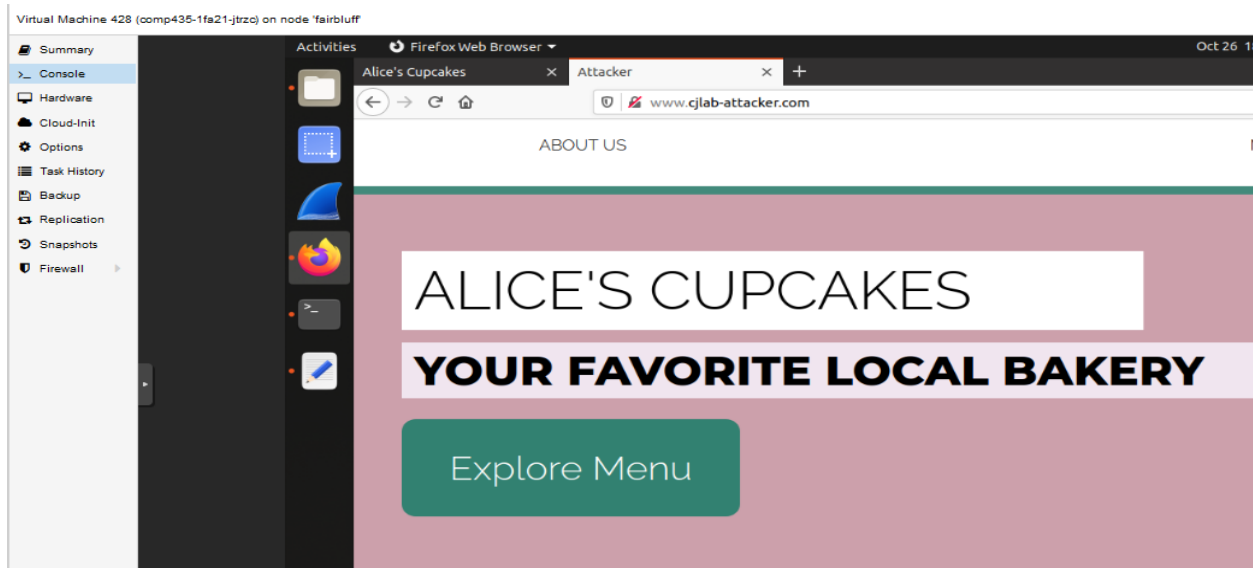 Virtual Machine 428 (comp435-1fa21-jtrzc) on node 'fairbluff'
Summary
>_ Console
Hardware
Cloud-Init
Options
Task History
Backup
Replication
Snapshots
Firewall
Activities Firefox Web Browser Oct 26
Alice's Cupcakes × Attacker × +
www.cjlab-attacker.com
ABOUT US
ALICE'S CUPCAKES
YOUR FAVORITE LOCAL BAKERY
Explore Menu